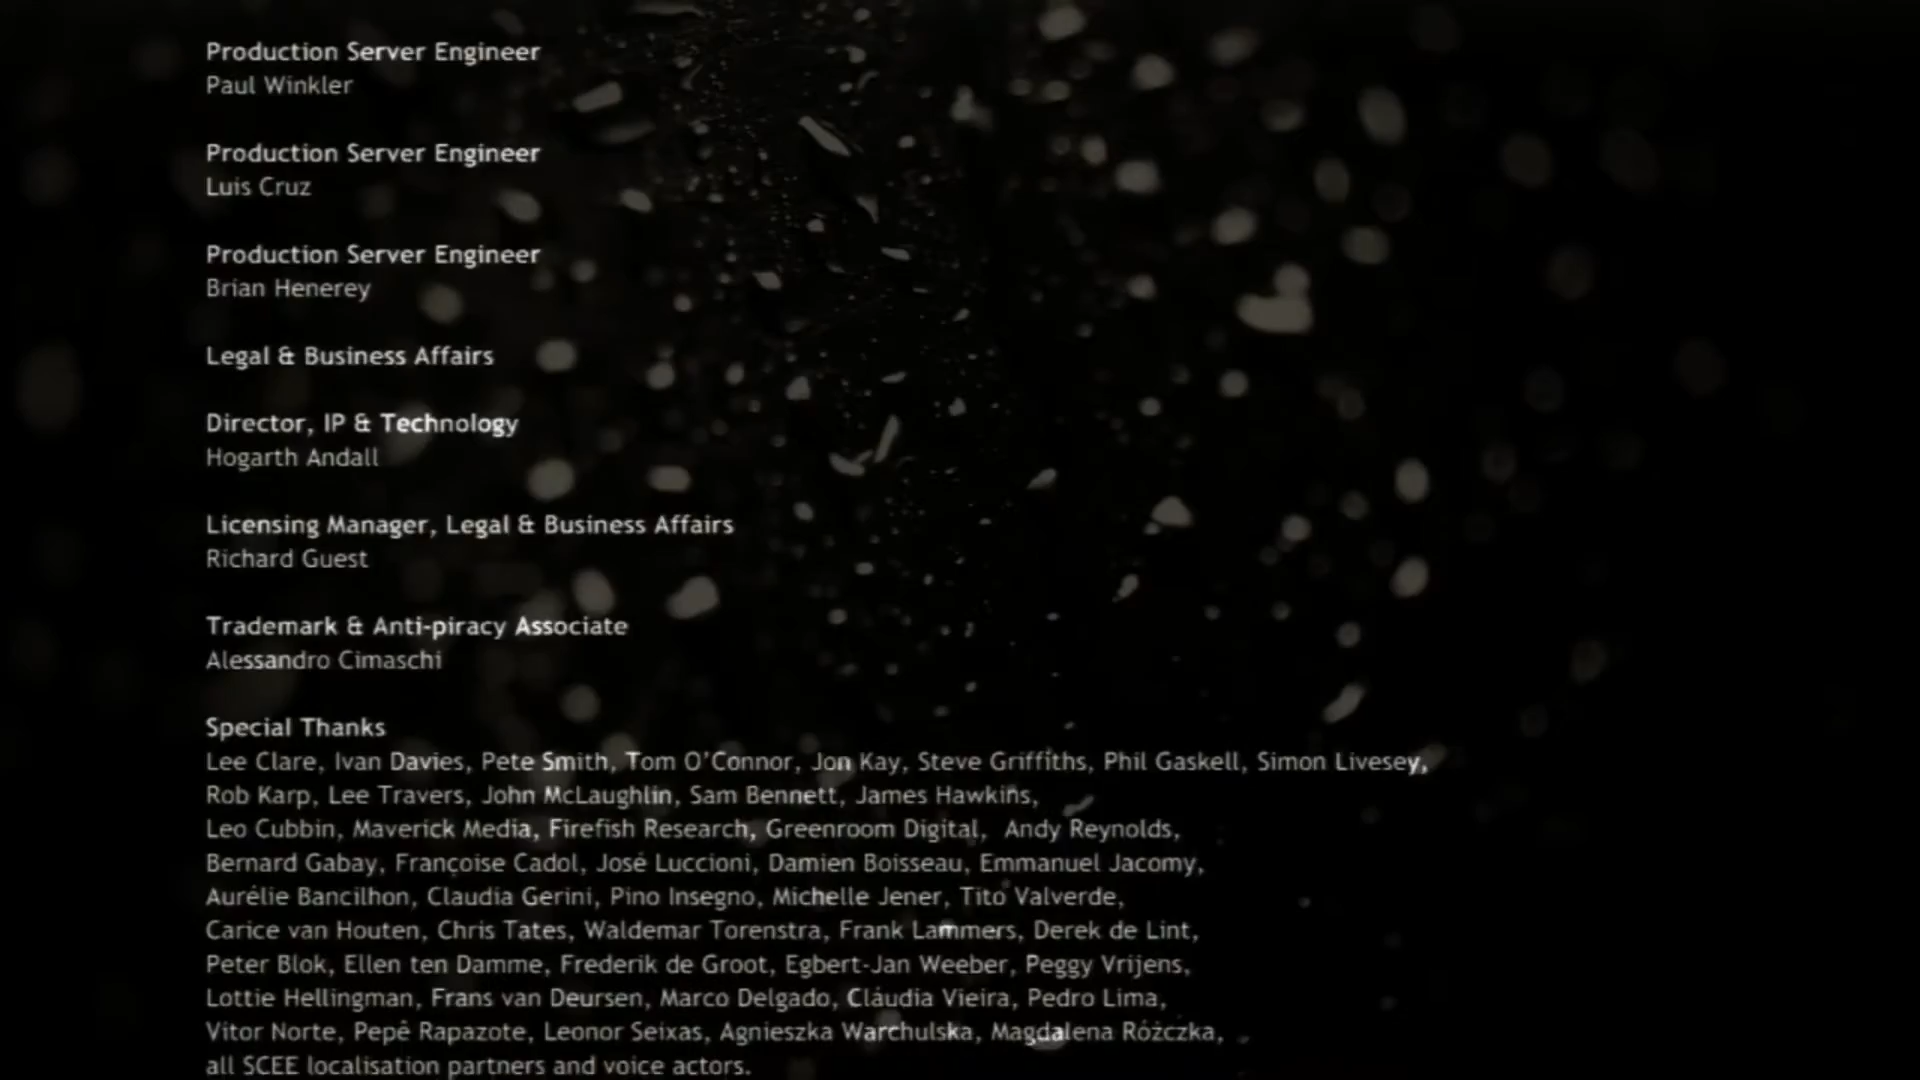 Production Server Engineer
Paul Winkler
Production Server Engineer
Luis Cruz
Production Server Engineer
Brian Henerey
Legal & Business Affairs
Director, IP & Technology
Hogarth Andall
Licensing Manager, Legal & Business Affairs
Richard Guest
Trademark & Anti-piracy Associate
Alessandro Cimaschi
Special Thanks
Lee Clare, Ivan Davies, Pete Smith, Tom O'Connor, Jon Kay, Steve Griffiths, Phil Gaskell, Simon Livesey,
Rob Karp, Lee Travers, John McLaughlin, Sam Bennett, James Hawkins,
Leo Cubbin, Maverick Media, Firefish Research, Greenroom Digital,  Andy Reynolds,
Bernard Gabay, Françoise Cadol, José Luccioni, Damien Boisseau, Emmanuel Jacomy,
Aurélie Bancilhon, Claudia Gerini, Pino Insegno, Michelle Jener, Tito Valverde,
Carice van Houten, Chris Tates, Waldemar Torenstra, Frank Lammers, Derek de Lint,
Peter Blok, Ellen ten Damme, Frederik de Groot, Egbert-Jan Weeber, Peggy Vrijens,
Lottie Hellingman, Frans van Deursen, Marco Delgado, Cláudia Vieira, Pedro Lima,
Vitor Norte, Pepê Rapazote, Leonor Seixas, Agnieszka Warchulska, Magdalena Różczka,
all SCEE localisation partners and voice actors.